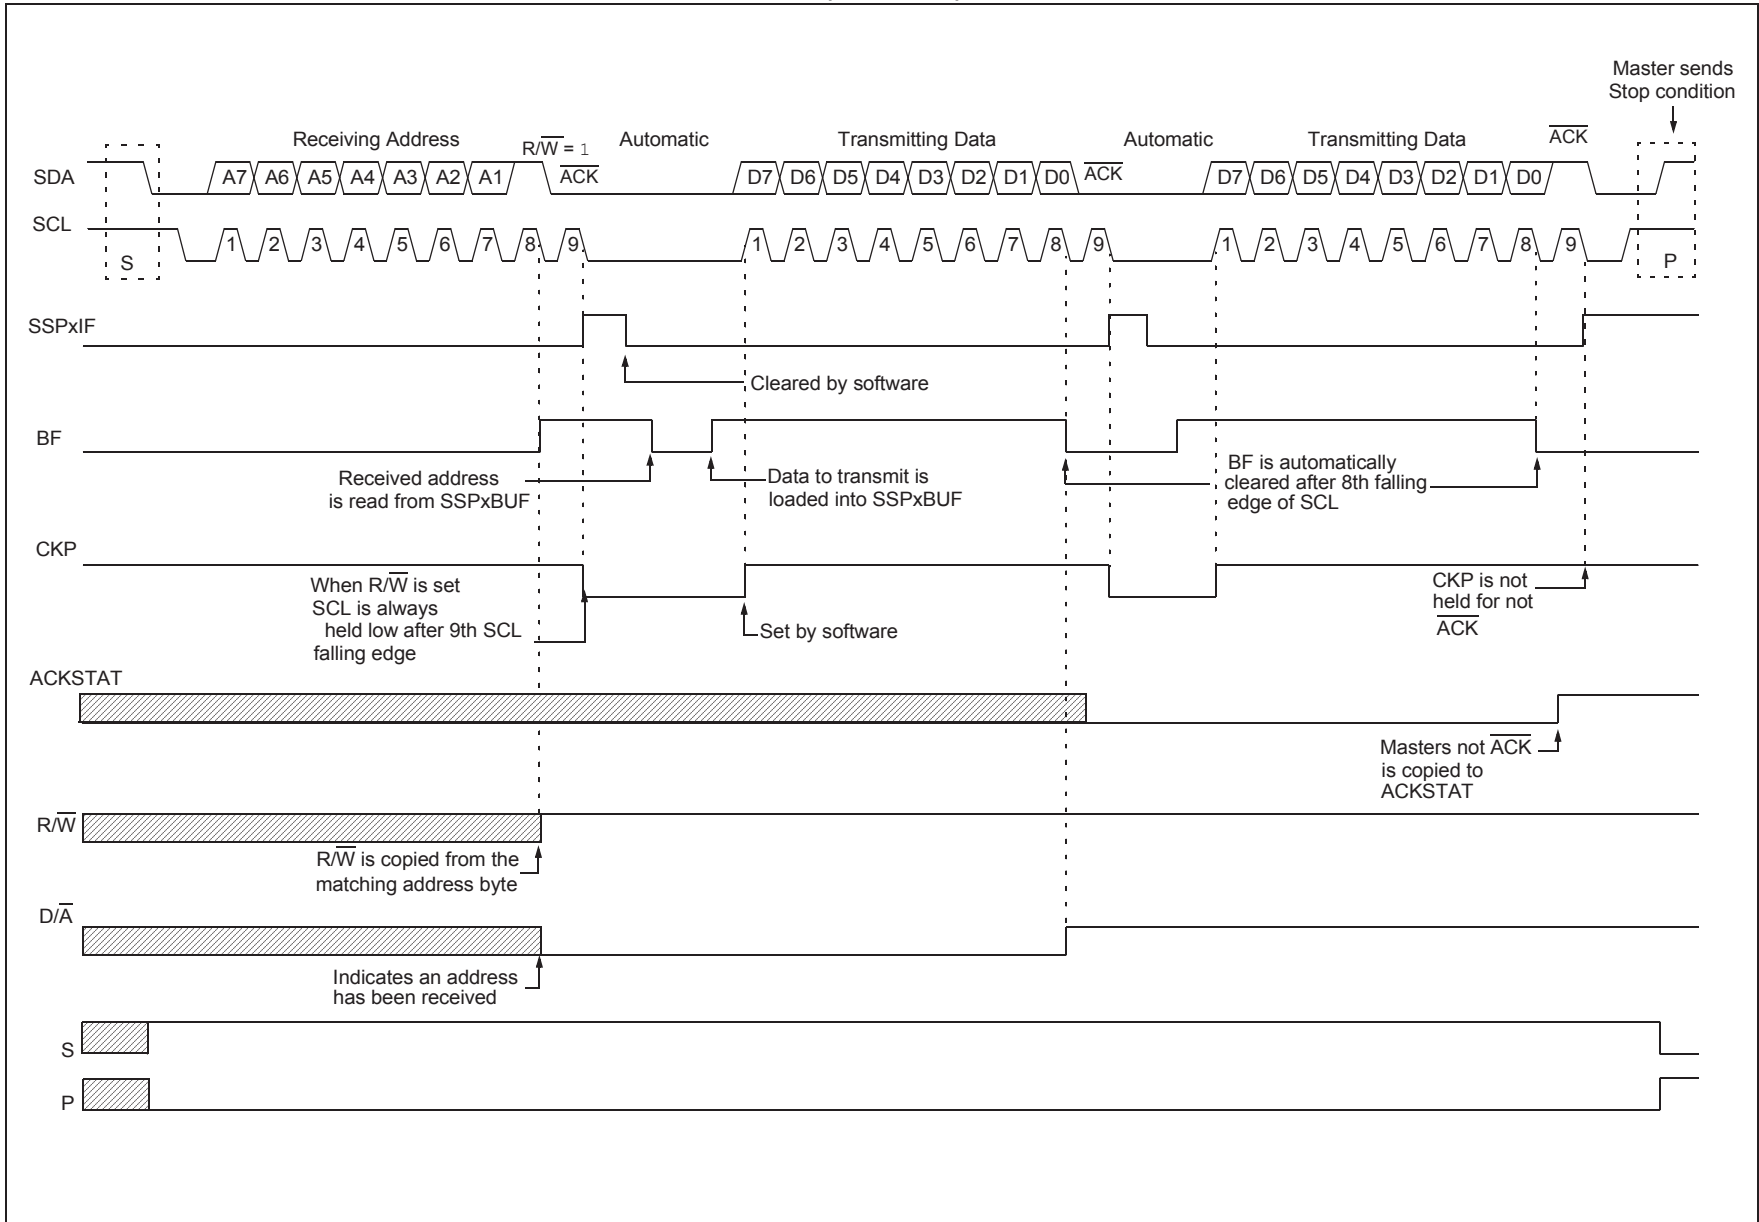 Master sends
Stop condition
Receiving Address
R/W̅ = 1
Automatic
Transmitting Data
Automatic
Transmitting Data
A̅C̅K̅
SDA
A7 A6 A5 A4 A3 A2 A1
A̅C̅K̅
D7 D6 D5 D4 D3 D2 D1 D0
A̅C̅K̅
D7 D6 D5 D4 D3 D2 D1 D0
SCL
S
1 2 3 4 5 6 7 8 9
1 2 3 4 5 6 7 8 9
1 2 3 4 5 6 7 8 9
P
SSPxIF
Cleared by software
BF
Received address
is read from SSPxBUF
Data to transmit is
loaded into SSPxBUF
BF is automatically
cleared after 8th falling
edge of SCL
CKP
When R/W̅ is set
SCL is always
held low after 9th SCL
falling edge
Set by software
CKP is not
held for not
A̅C̅K̅
ACKSTAT
Masters not A̅C̅K̅
is copied to
ACKSTAT
R/W̅
R/W̅ is copied from the
matching address byte
D/A̅
Indicates an address
has been received
S
P